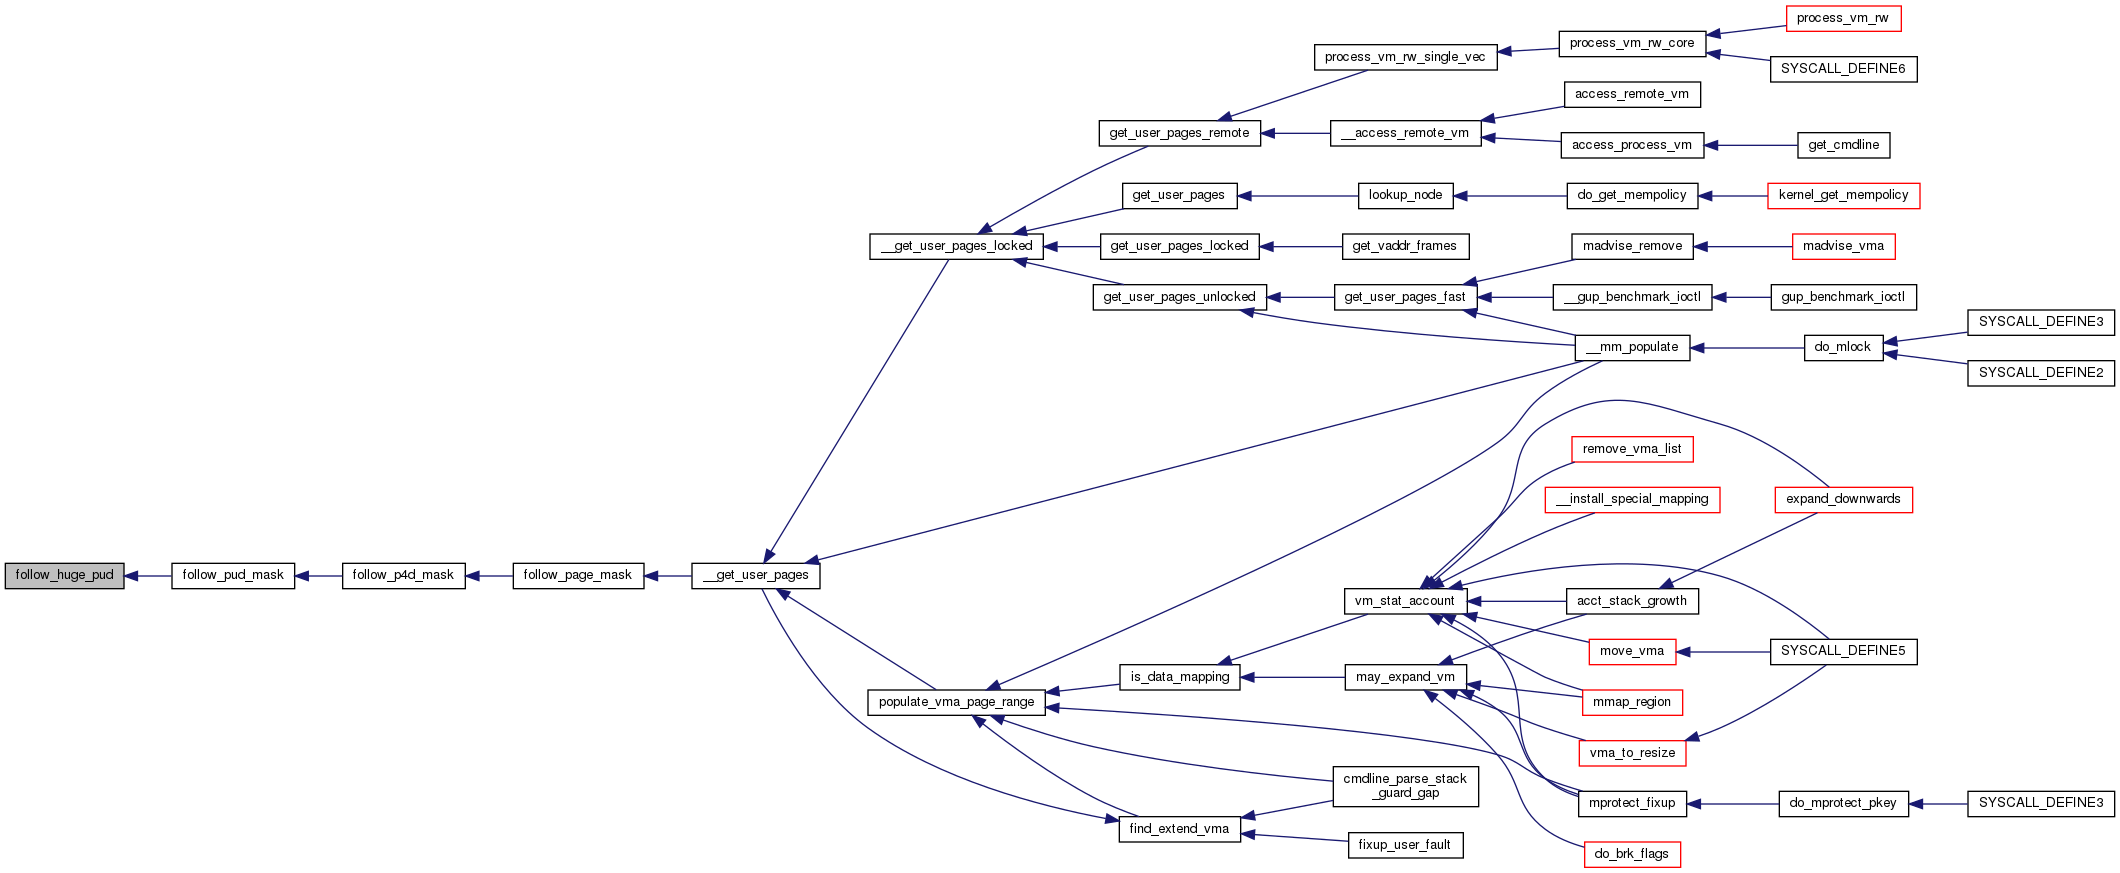 process_vm_rw
process_vm_rw_core
process_vm_rw_single_vec
SYSCALL_DEFINE6
access_remote_vm
get_user_pages_remote
__access_remote_vm
access_process_vm
get_cmdline
get_user_pages
lookup_node
do_get_mempolicy
kernel_get_mempolicy
__get_user_pages_locked
get_user_pages_locked
get_vaddr_frames
madvise_remove
madvise_vma
get_user_pages_unlocked
get_user_pages_fast
__gup_benchmark_ioctl
gup_benchmark_ioctl
SYSCALL_DEFINE3
__mm_populate
do_mlock
SYSCALL_DEFINE2
remove_vma_list
__install_special_mapping
expand_downwards
follow_huge_pud
follow_pud_mask
follow_p4d_mask
follow_page_mask
__get_user_pages
vm_stat_account
acct_stack_growth
move_vma
SYSCALL_DEFINE5
is_data_mapping
may_expand_vm
populate_vma_page_range
mmap_region
vma_to_resize
cmdline_parse_stack
_guard_gap
mprotect_fixup
do_mprotect_pkey
SYSCALL_DEFINE3
find_extend_vma
fixup_user_fault
do_brk_flags